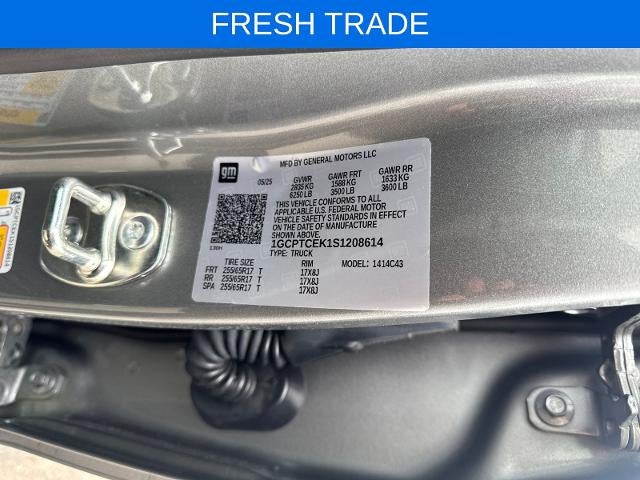 FRESH TRADE
gm
MFD BY GENERAL MOTORS LLC
05/25 GVWR GAWR FRT GAWR RR
2835 KG 1588 KG 1633 KG
6250 LB 3500 LB 3600 LB
THIS VEHICLE CONFORMS TO ALL
APPLICABLE U.S. FEDERAL MOTOR
VEHICLE SAFETY STANDARDS IN EFFECT
ON THE DATE OF MANUFACTURE
SHOWN ABOVE.
1GCPTCEK1S1208614
TYPE: TRUCK
TIRE SIZE RIM MODEL: 1414C43
FRT 255/65R17 T 17X8J
RR 255/65R17 T 17X8J
SPA 255/65R17 T 17X8J
1GCPTCEK1S1208614